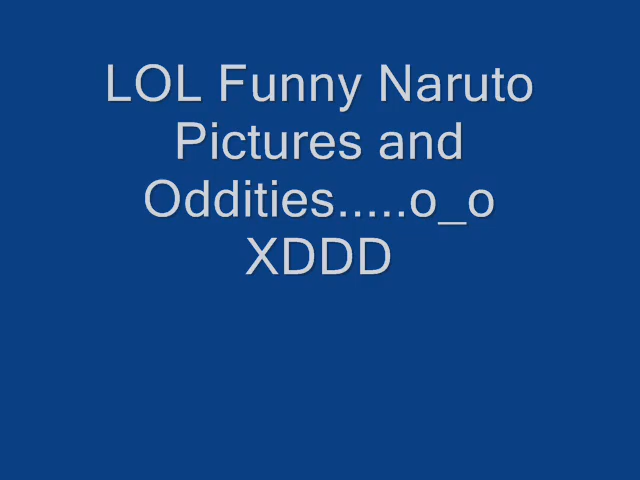 LOL Funny Naruto
Pictures and
Oddities.....o_o
XDDD